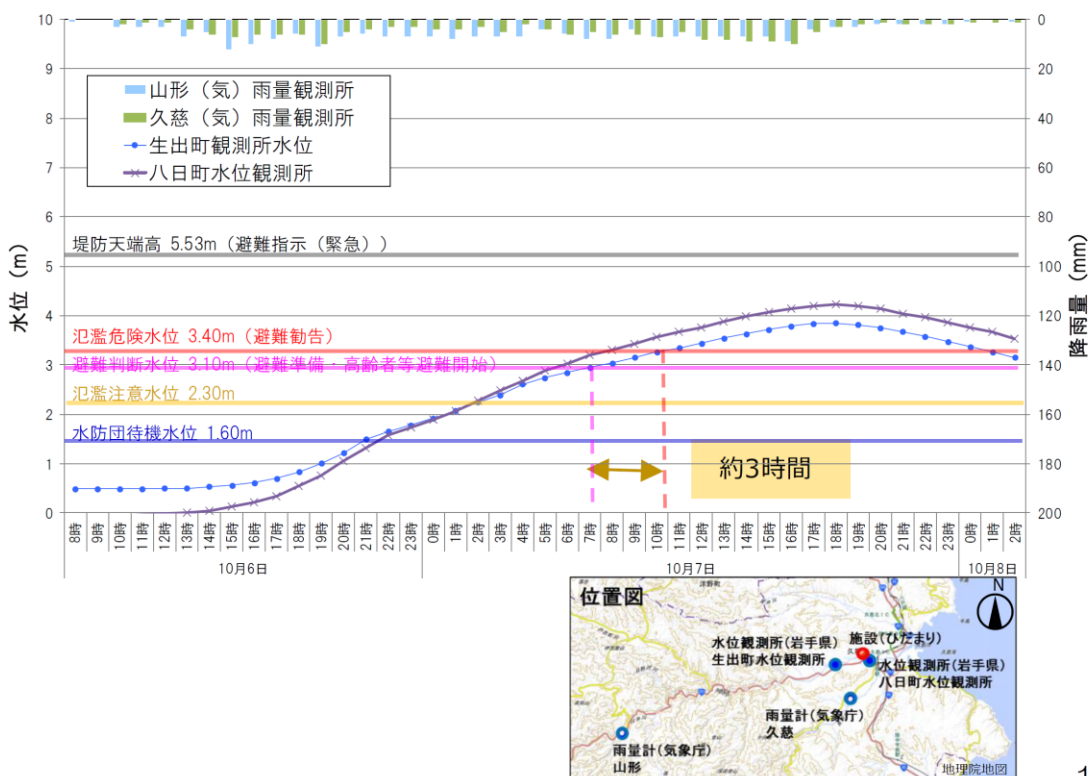 0
1
2
3
4
5
6
7
8
9
10
水位（m）
0
20
40
60
80
100
120
140
160
180
200
降雨量（mm）
山形（気）雨量観測所
久慈（気）雨量観測所
生出町観測所水位
八日町水位観測所
堤防天端高 5.53m（避難指示（緊急））
氾濫危険水位 3.40m（避難勧告）
避難判断水位 3.10m（避難準備・高齢者等避難開始）
氾濫注意水位 2.30m
水防団待機水位 1.60m
約3時間
8時 9時 10時 11時 12時 13時 14時 15時 16時 17時 18時 19時 20時 21時 22時 23時 0時 1時 2時 3時 4時 5時 6時 7時 8時 9時 10時 11時 12時 13時 14時 15時 16時 17時 18時 19時 20時 21時 22時 23時 0時 1時 2時
10月6日 10月7日 10月8日
位置図
N
水位観測所(岩手県)
生出町水位観測所
施設(ひだまり)
水位観測所(岩手県)
八日町水位観測所
雨量計(気象庁)
久慈
雨量計(気象庁)
山形
地理院地図